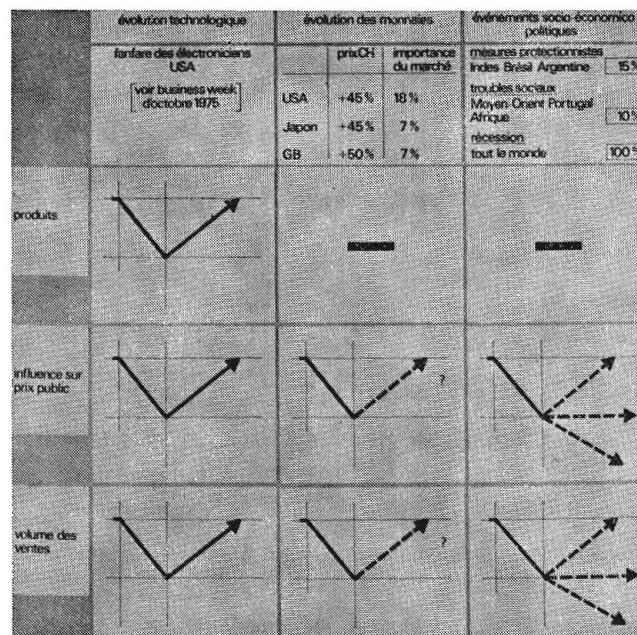 évolution technologique
évolution des monnaies
événements socio-économico
politiques
fanfare des électroniciens
USA
[voir business week
d'octobre 1975]
prix CH importance
du marché
USA +45% 18%
Japon +45% 7%
GB +50% 7%
mesures protectionnistes
Indes Brésil Argentine 15%
troubles sociaux
Moyen Orient Portugal
Afrique 10%
récession
tout le monde 100%
produits
influence sur
prix public
?
volume des
ventes
?